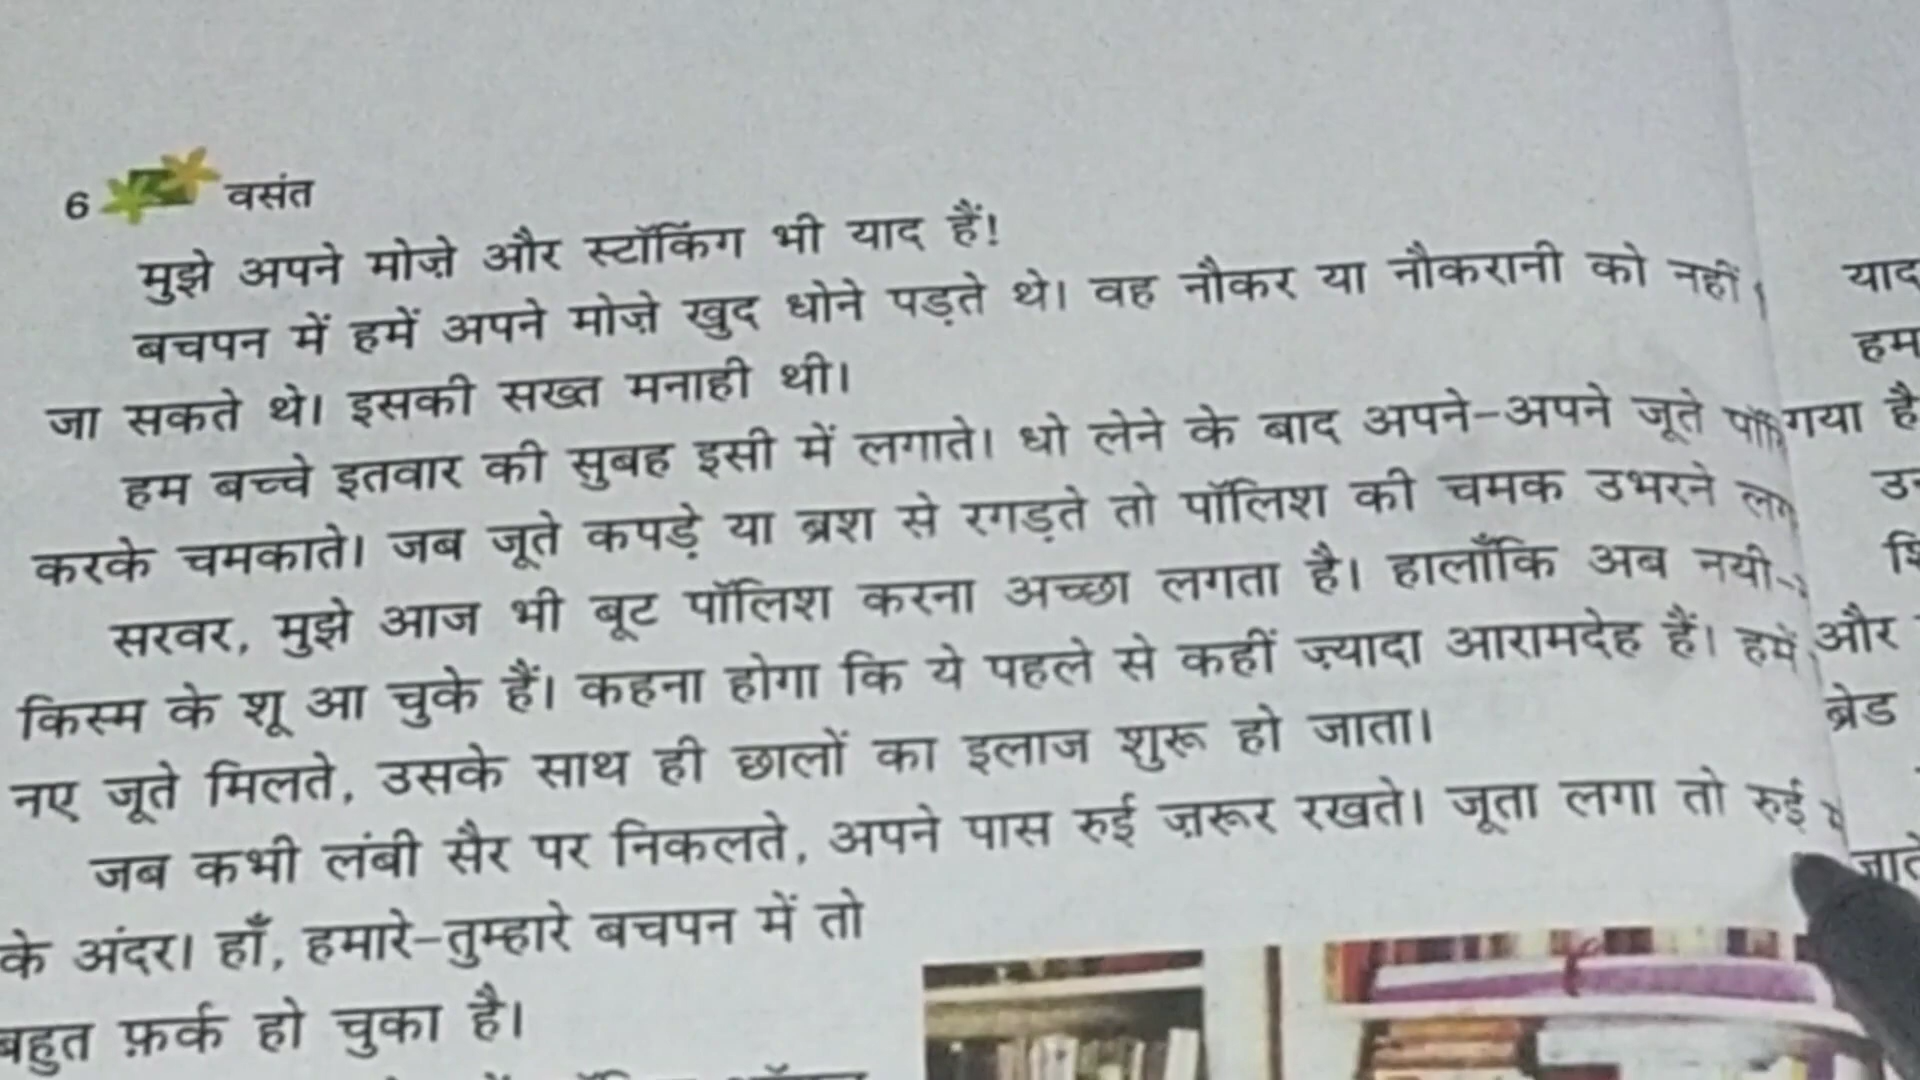 6 वसंत
मुझे अपने मोज़े और स्टॉकिंग भी याद हैं!
बचपन में हमें अपने मोज़े खुद धोने पड़ते थे। वह नौकर या नौकरानी को नहीं
जा सकते थे। इसकी सख्त मनाही थी।
हम बच्चे इतवार की सुबह इसी में लगाते। धो लेने के बाद अपने-अपने जूते
करके चमकाते। जब जूते कपड़े या ब्रश से रगड़ते तो पॉलिश की चमक उभरने
सरवर, मुझे आज भी बूट पॉलिश करना अच्छा लगता है। हालाँकि अब नयी-
किस्म के शू आ चुके हैं। कहना होगा कि ये पहले से कहीं ज़्यादा आरामदेह हैं। हमें
नए जूते मिलते, उसके साथ ही छालों का इलाज शुरू हो जाता।
जब कभी लंबी सैर पर निकलते, अपने पास रुई ज़रूर रखते। जूता लगा तो रुई
के अंदर। हाँ, हमारे-तुम्हारे बचपन में तो
बहुत फ़र्क हो चुका है।
याद
हम
गया है
और
ब्रेड